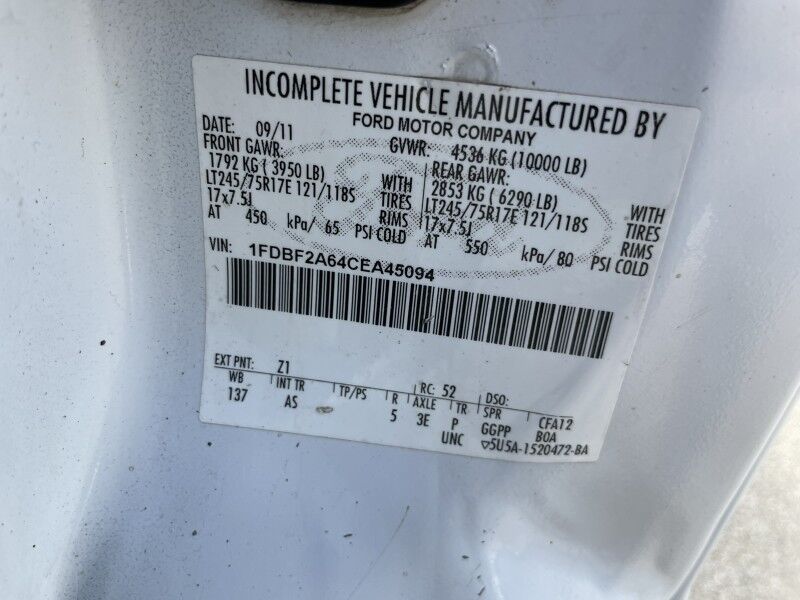 INCOMPLETE VEHICLE MANUFACTURED BY
FORD MOTOR COMPANY
DATE: 09/11 GVWR: 4536 KG (10000 LB)
FRONT GAWR: REAR GAWR:
1792 KG ( 3950 LB) WITH 2853 KG ( 6290 LB) WITH
LT245/75R17E 121/118S TIRES LT245/75R17E 121/118S TIRES
17x7.5J RIMS 17x7.5J RIMS
AT 450 kPa/ 65 PSI COLD AT 550 kPa/ 80 PSI COLD
VIN: 1FDBF2A64CEA45094
EXT PNT: Z1 RC: 52 DSO:
WB INT TR TP/PS R AXLE TR SPR CFA12
137 AS 5 3E P GGPP BOA
UNC ▽5U5A-1520472-BA